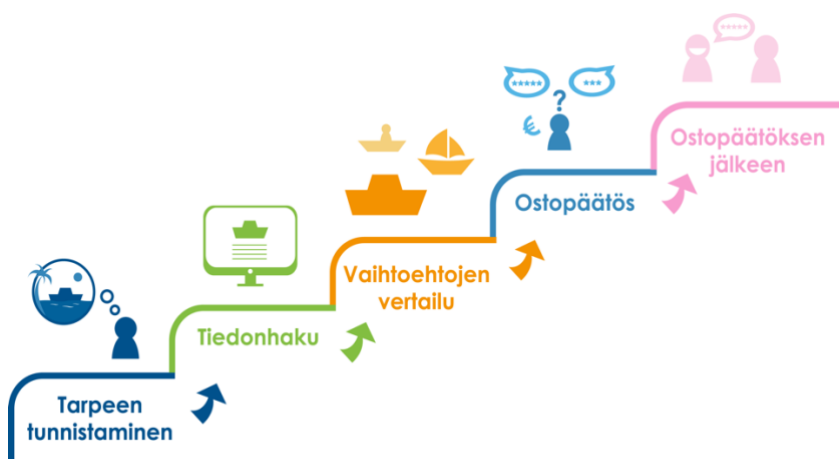 Tarpeen
tunnistaminen
Tiedonhaku
Vaihtoehtojen
vertailu
*****
***
?
€
Ostopäätös
*****
Ostopäätöksen
jälkeen